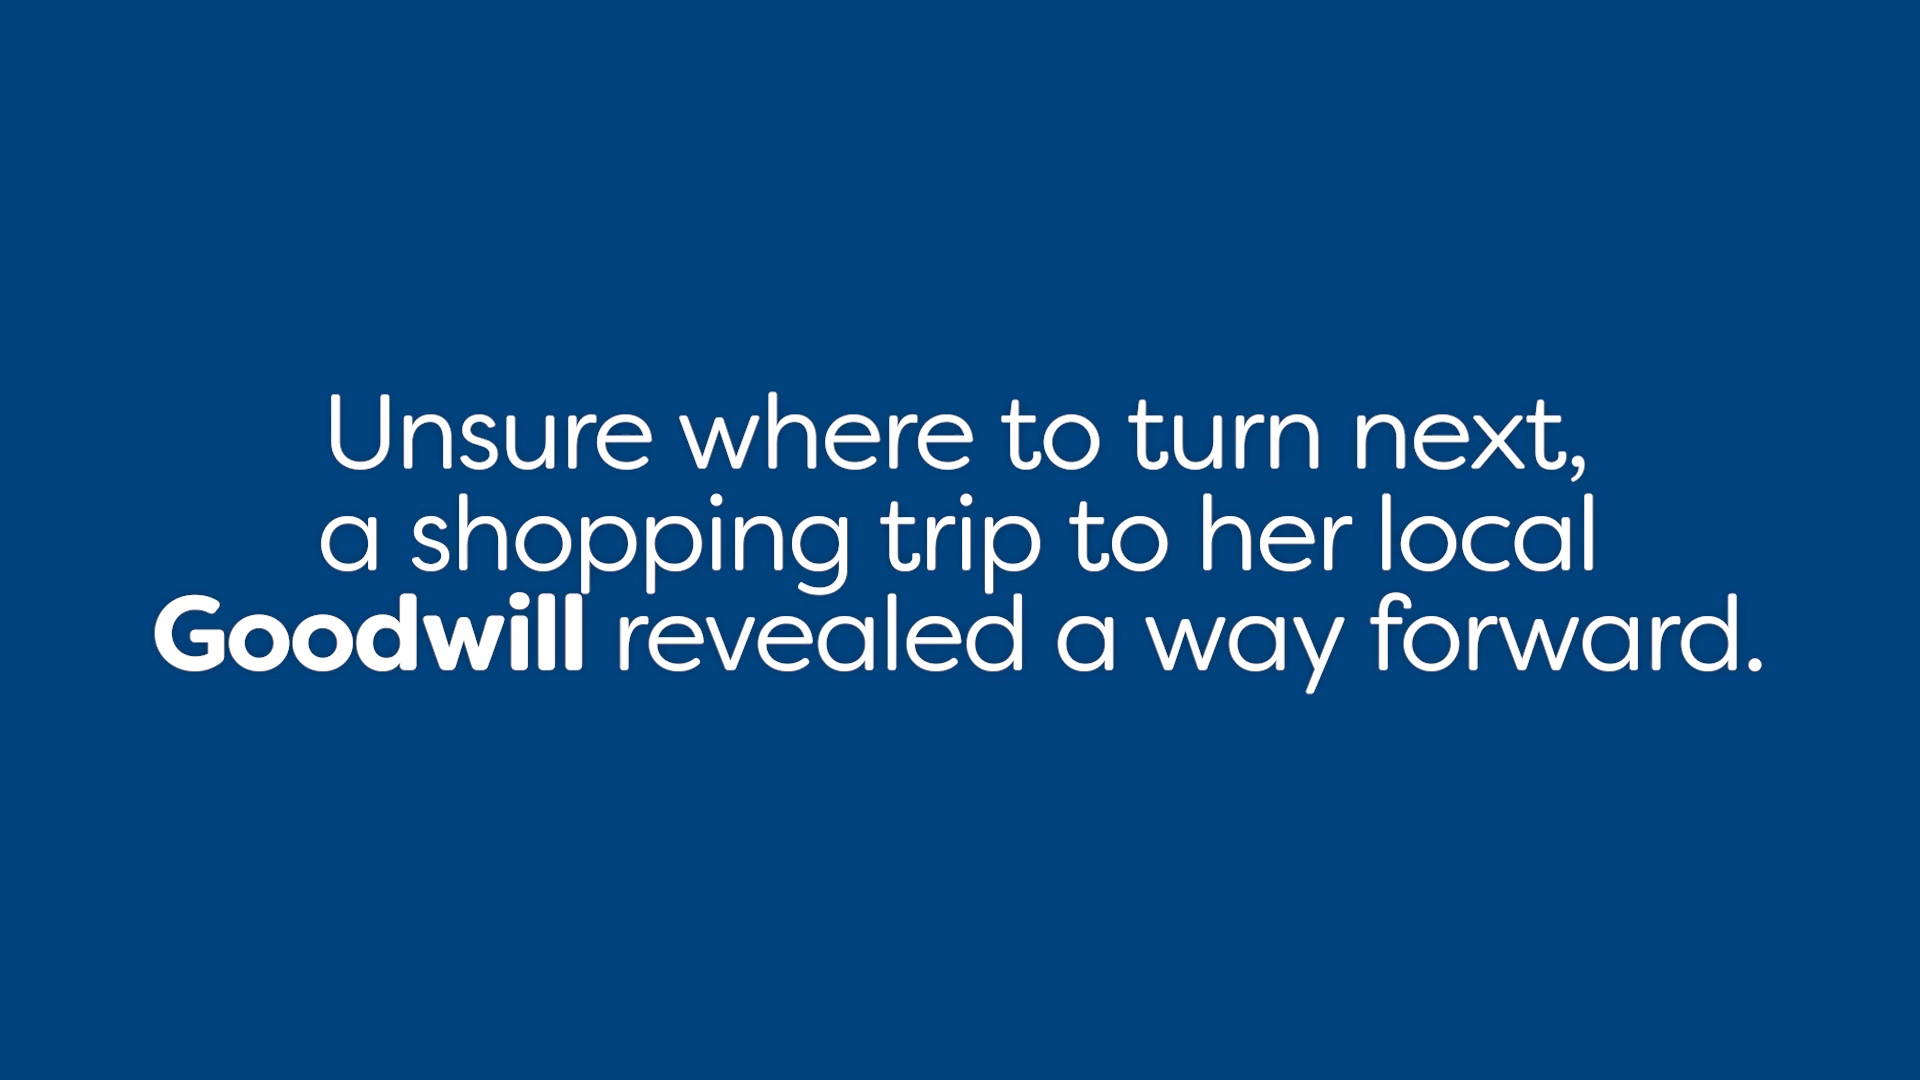 Unsure where to turn next,
a shopping trip to her local
Goodwill revealed a way forward.